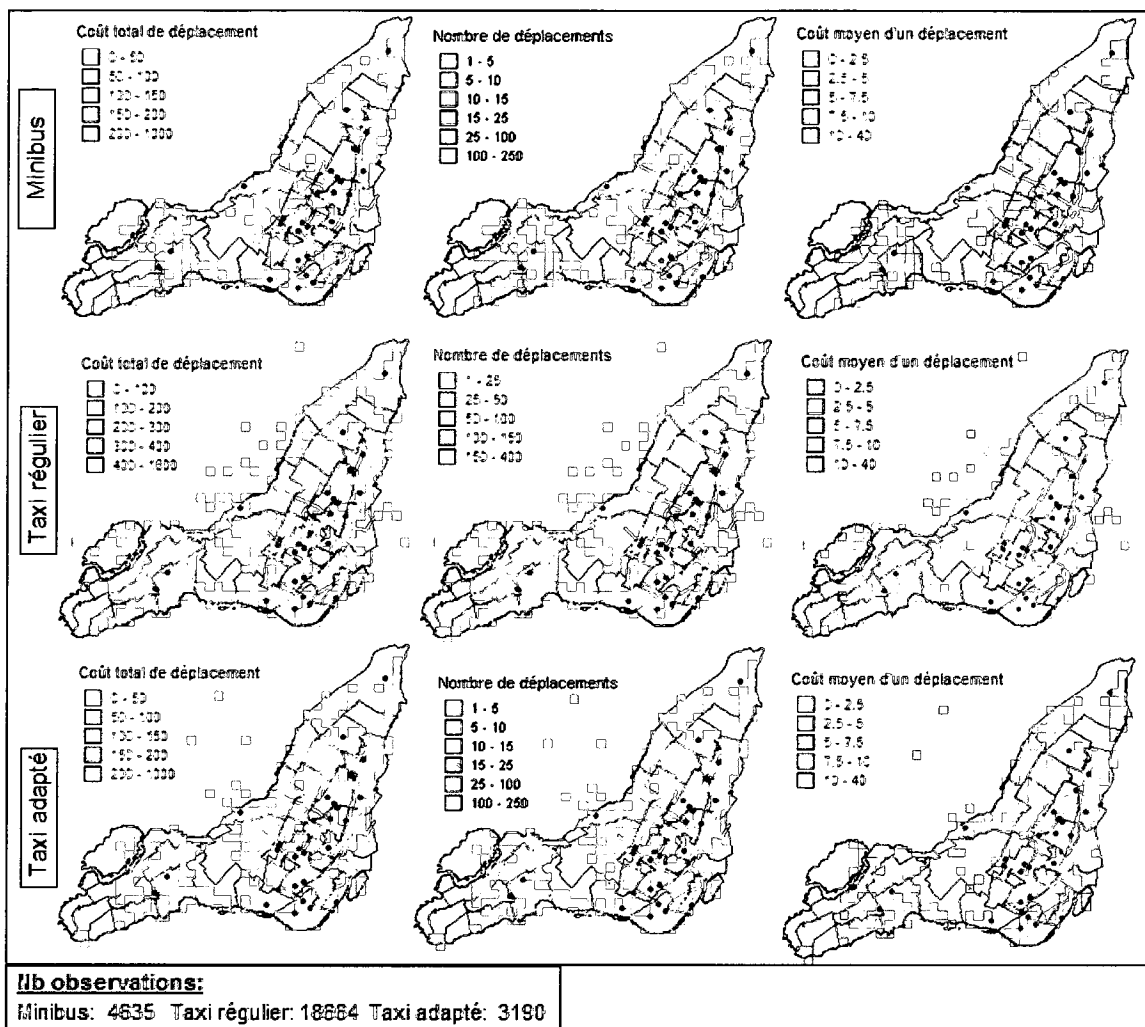 Minibus
Coût total de déplacement
0 - 50
50 - 100
100 - 150
150 - 200
200 - 1000
Nombre de déplacements
1 - 5
5 - 10
10 - 15
15 - 25
25 - 100
100 - 250
Coût moyen d'un déplacement
0 - 2.5
2.5 - 5
5 - 7.5
7.5 - 10
10 - 40
Taxi régulier
Coût total de déplacement
0 - 100
100 - 200
200 - 300
300 - 400
400 - 1600
Nombre de déplacements
1 - 25
25 - 50
50 - 100
100 - 150
150 - 400
Coût moyen d'un déplacement
0 - 2.5
2.5 - 5
5 - 7.5
7.5 - 10
10 - 40
Taxi adapté
Coût total de déplacement
0 - 50
50 - 100
100 - 150
150 - 200
200 - 1000
Nombre de déplacements
1 - 5
5 - 10
10 - 15
15 - 25
25 - 100
100 - 250
Coût moyen d'un déplacement
0 - 2.5
2.5 - 5
5 - 7.5
7.5 - 10
10 - 40
Nb observations:
Minibus: 4635 Taxi régulier: 18664 Taxi adapté: 3190